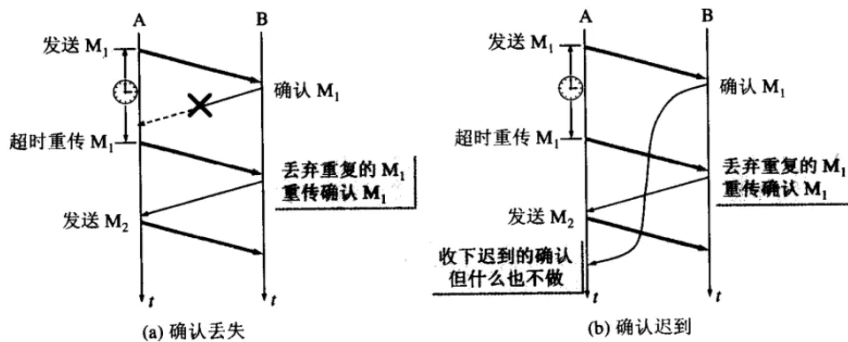 A
B
发送 M₁
确认 M₁
超时重传 M₁
丢弃重复的 M₁
重传确认 M₁
发送 M₂
t
t
(a) 确认丢失
A
B
发送 M₁
确认 M₁
超时重传 M₁
丢弃重复的 M₁
重传确认 M₁
发送 M₂
收下迟到的确认
但什么也不做
t
t
(b) 确认迟到